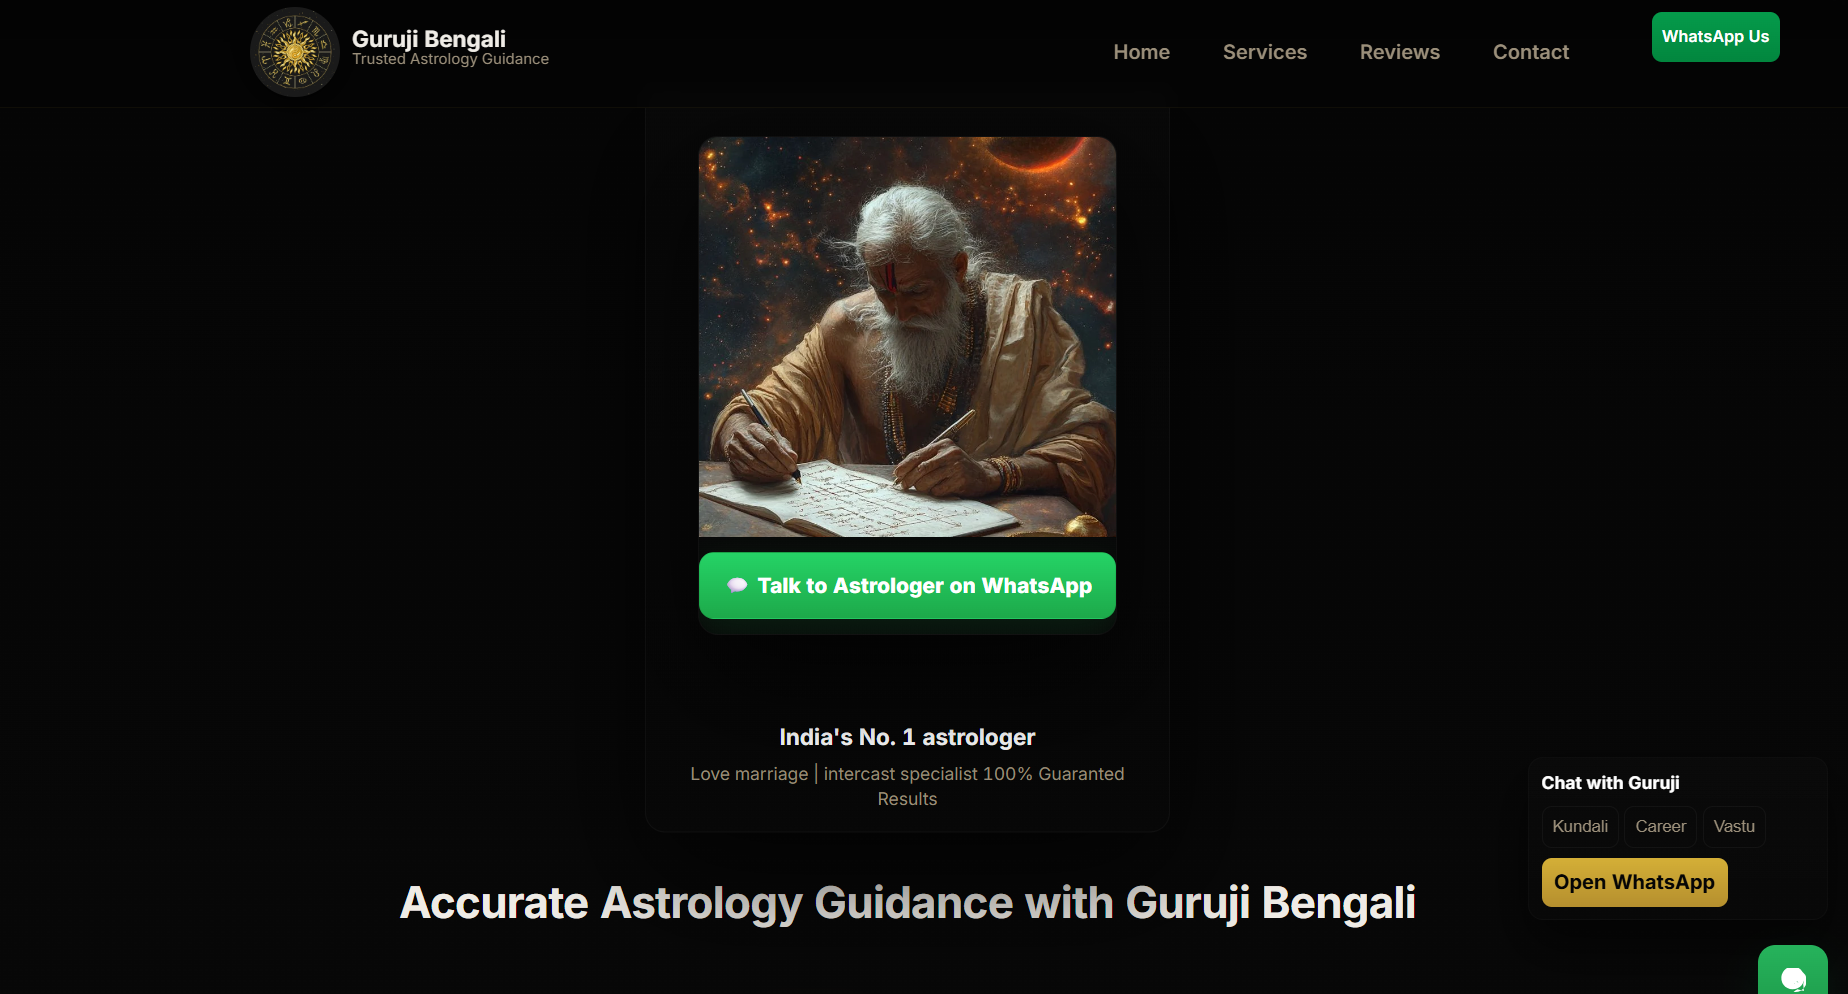 Guruji Bengali
Trusted Astrology Guidance
Home
Services
Reviews
Contact
WhatsApp Us
Talk to Astrologer on WhatsApp
India's No. 1 astrologer
Love marriage | intercast specialist 100% Guaranted
Results
Chat with Guruji
Kundali
Career
Vastu
Open WhatsApp
Accurate Astrology Guidance with Guruji Bengali